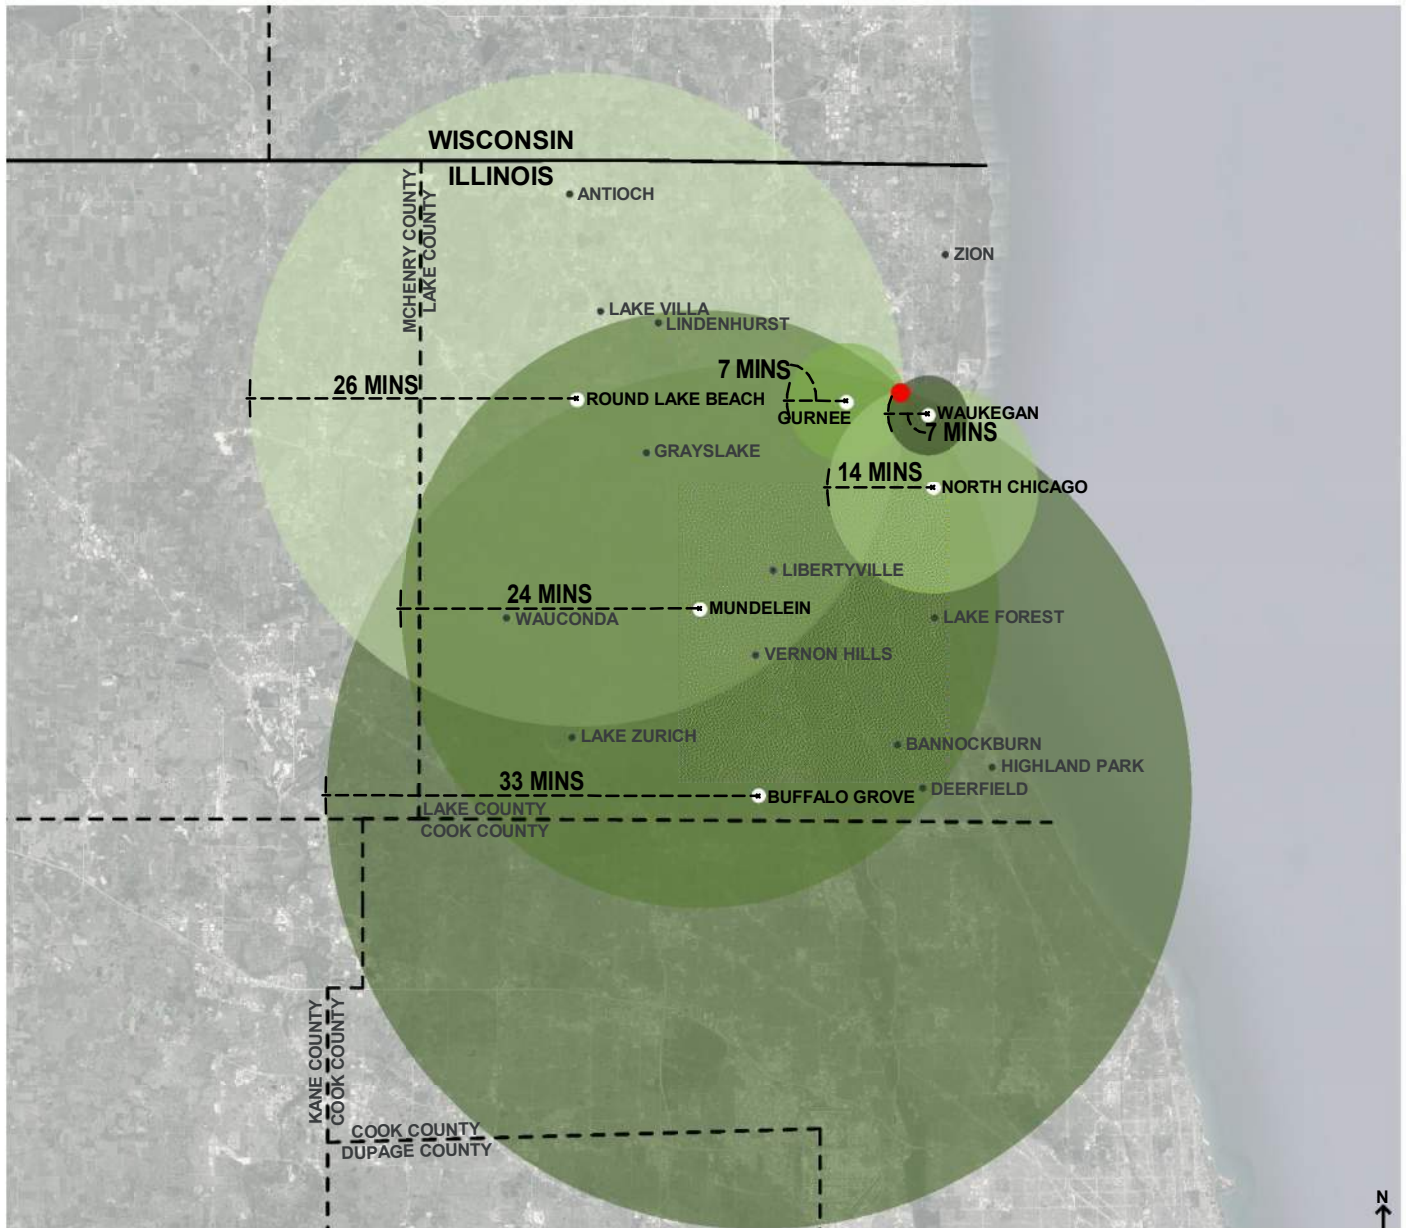 WISCONSIN
ILLINOIS
MCHENRY COUNTY
LAKE COUNTY
ANTIOCH
ZION
LAKE VILLA
LINDENHURST
7 MINS
26 MINS
ROUND LAKE BEACH
GURNEE
WAUKEGAN
7 MINS
GRAYSLAKE
14 MINS
NORTH CHICAGO
LIBERTYVILLE
24 MINS
MUNDELEIN
WAUCONDA
LAKE FOREST
VERNON HILLS
LAKE ZURICH
BANNOCKBURN
HIGHLAND PARK
33 MINS
DEERFIELD
BUFFALO GROVE
LAKE COUNTY
COOK COUNTY
KANE COUNTY
COOK COUNTY
COOK COUNTY
DUPAGE COUNTY
N